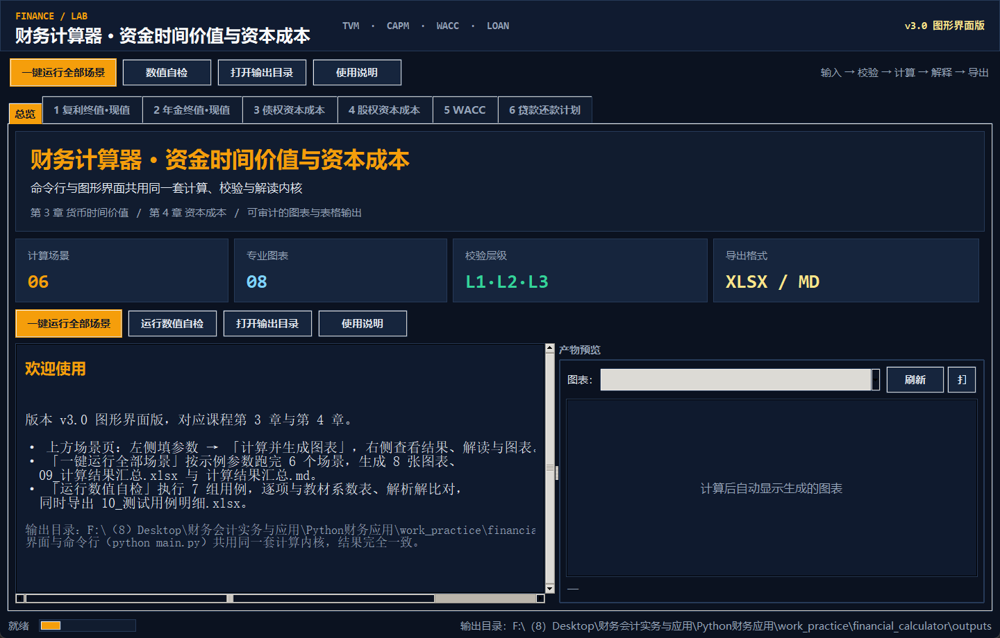 FINANCE / LAB
财务计算器·资金时间价值与资本成本
TVM · CAPM · WACC · LOAN
v3.0 图形界面版
一键运行全部场景 数值自检 打开输出目录 使用说明
输入→校验→计算→解释→导出
总览 1 复利终值·现值 2 年金终值·现值 3 债权资本成本 4 股权资本成本 5 WACC 6 贷款还款计划
财务计算器·资金时间价值与资本成本
命令行与图形界面共用同一套计算、校验与解读内核
第 3 章 货币时间价值 / 第 4 章 资本成本 / 可审计的图表与表格输出
计算场景 专业图表 校验层级 导出格式
06 08 L1·L2·L3 XLSX / MD
一键运行全部场景 运行数值自检 打开输出目录 使用说明
欢迎使用
版本 v3.0 图形界面版，对应课程第 3 章与第 4 章。
• 上方场景页：左侧填参数 → 「计算并生成图表」，右侧查看结果、解读与图表。
• 「一键运行全部场景」按示例参数跑完 6 个场景，生成 8 张图表、
09_计算结果汇总.xlsx 与 计算结果汇总.md。
• 「运行数值自检」执行 7 组用例，逐项与教材系数表、解析解比对，
同时导出 10_测试用例明细.xlsx。
输出目录：F:\（8）Desktop\财务会计实务与应用\Python财务应用\work_practice\financia
界面与命令行（python main.py）共用同一套计算内核，结果完全一致。
产物预览
图表： 刷新 打
计算后自动显示生成的图表
—
就绪
输出目录：F:\（8）Desktop\财务会计实务与应用\Python财务应用\work_practice\financial_calculator\outputs